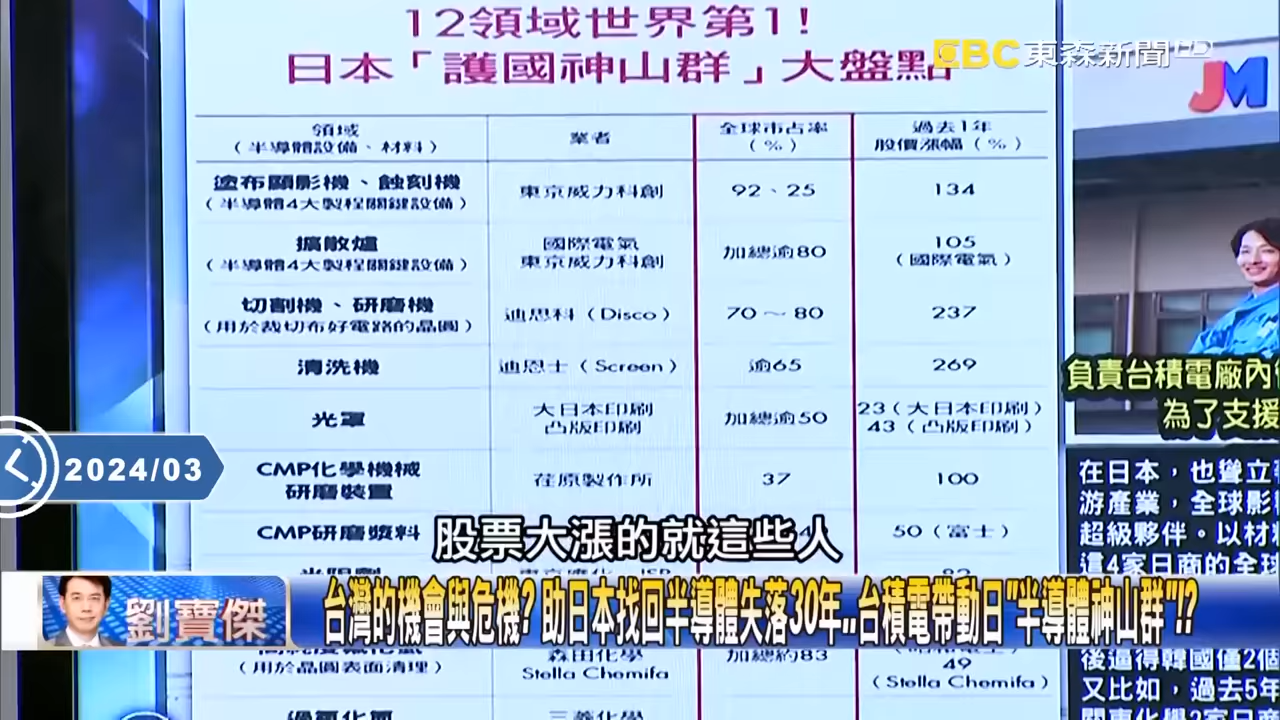 12領域世界第1!
日本「護國神山群」大盤點
EBC東森新聞HD
JM
領域
(半導體設備、材料)
業者
全球市占率
(%)
過去1年
股價漲幅(%)
塗布顯影機、蝕刻機
(半導體4大製程關鍵設備)
東京威力科創
92、25
134
擴散爐
(半導體4大製程關鍵設備)
國際電氣
東京威力科創
加總逾80
105
(國際電氣)
切割機、研磨機
(用於裁切布好電路的晶圓)
迪思科(Disco)
70~80
237
清洗機
迪恩士(Screen)
逾65
269
光罩
大日本印刷
凸版印刷
加總逾50
23(大日本印刷)
43(凸版印刷)
CMP化學機械
研磨裝置
荏原製作所
37
100
CMP研磨漿料
4
50(富士)
負責台積電廠內
為了支援
2024/03
在日本,也聳立
游產業,全球影
超級夥伴。以材
這4家日商的全球
股票大漲的就這些人
劉寶傑
台灣的機會與危機?助日本找回半導體失落30年..台積電帶動日"半導體神山群"!?
(用於晶圓表面清理)
森田化學
Stella Chemifa
加總約83
49
(Stella Chemifa)
後逼得韓國僅2個
又比如,過去5年